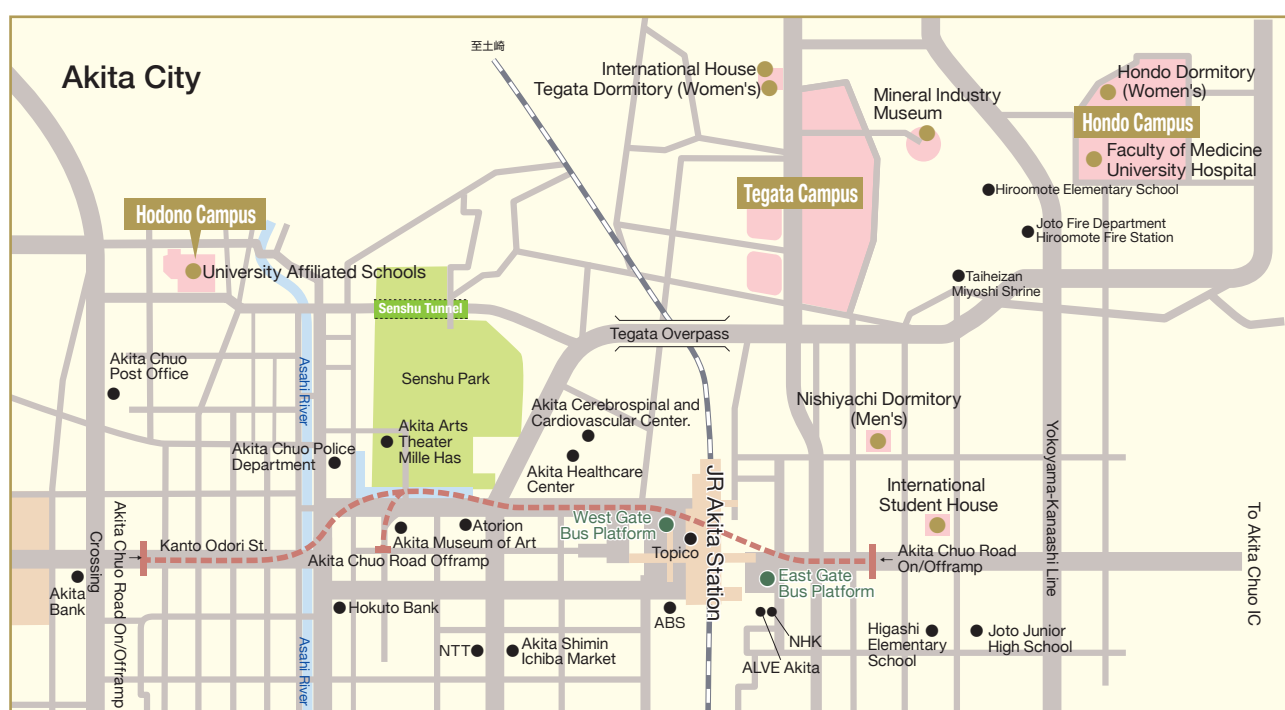 至土崎
Akita City
International House
Tegata Dormitory (Women's)
Mineral Industry
Museum
Hondo Dormitory
(Women's)
Hondo Campus
Faculty of Medicine
University Hospital
Hiroomote Elementary School
Tegata Campus
Hodono Campus
Joto Fire Department
Hiroomote Fire Station
University Affiliated Schools
Taiheizan
Miyoshi Shrine
Senshu Tunnel
Tegata Overpass
Akita Chuo
Post Office
Asahi River
Senshu Park
Nishiyachi Dormitory
(Men's)
Akita Cerebrospinal and
Cardiovascular Center.
Akita Arts
Theater
Mille Has
Akita Chuo Police
Department
Akita Healthcare
Center
JR Akita Station
International
Student House
Yokoyama-Kanaashi Line
To Akita Chuo IC
West Gate
Bus Platform
Atorion
Akita Museum of Art
Topico
Kanto Odori St.
Akita Chuo Road Offramp
Akita Chuo Road
On/Offramp
Crossing
Akita Chuo Road On/Offramp
East Gate
Bus Platform
Akita
Bank
Hokuto Bank
ABS
NHK
ALVE Akita
Higashi
Elementary
School
Joto Junior
High School
NTT
Akita Shimin
Ichiba Market
Asahi River